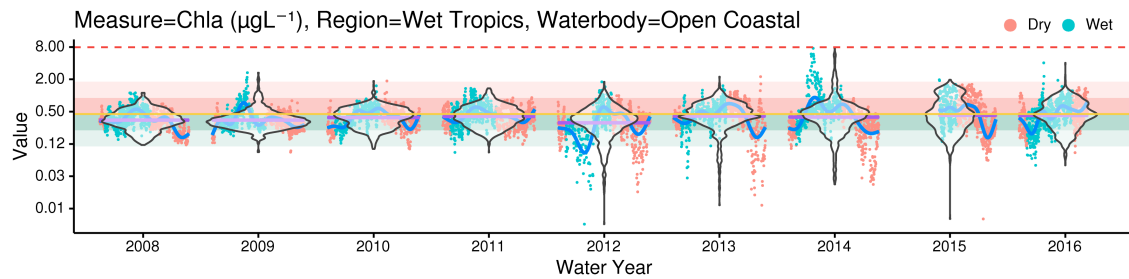 Measure=Chla (µgL⁻¹), Region=Wet Tropics, Waterbody=Open Coastal
Dry Wet
8.00
2.00
0.50
0.12
0.03
0.01
Value
2008 2009 2010 2011 2012 2013 2014 2015 2016
Water Year